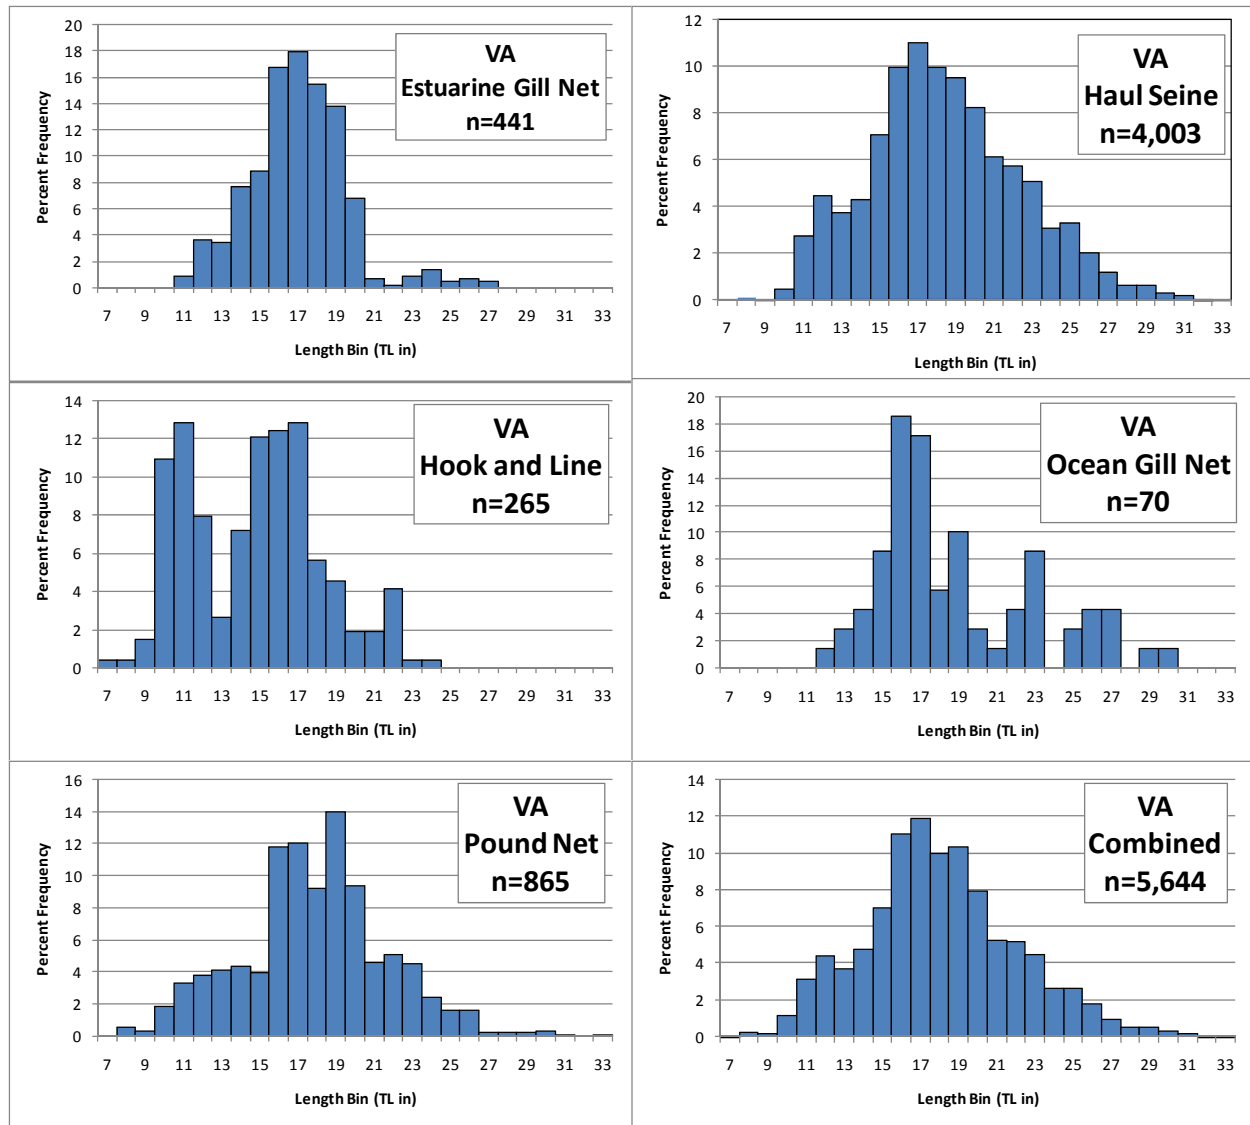 20
18
16
14
12
10
8
6
4
2
0
Percent Frequency
VA
Estuarine Gill Net
n=441
7 9 11 13 15 17 19 21 23 25 27 29 31 33
Length Bin (TL in)
12
10
8
6
4
2
0
Percent Frequency
VA
Haul Seine
n=4,003
7 9 11 13 15 17 19 21 23 25 27 29 31 33
Length Bin (TL in)
14
12
10
8
6
4
2
0
Percent Frequency
VA
Hook and Line
n=265
7 9 11 13 15 17 19 21 23 25 27 29 31 33
Length Bin (TL in)
20
18
16
14
12
10
8
6
4
2
0
Percent Frequency
VA
Ocean Gill Net
n=70
7 9 11 13 15 17 19 21 23 25 27 29 31 33
Length Bin (TL in)
16
14
12
10
8
6
4
2
0
Percent Frequency
VA
Pound Net
n=865
7 9 11 13 15 17 19 21 23 25 27 29 31 33
Length Bin (TL in)
14
12
10
8
6
4
2
0
Percent Frequency
VA
Combined
n=5,644
7 9 11 13 15 17 19 21 23 25 27 29 31 33
Length Bin (TL in)